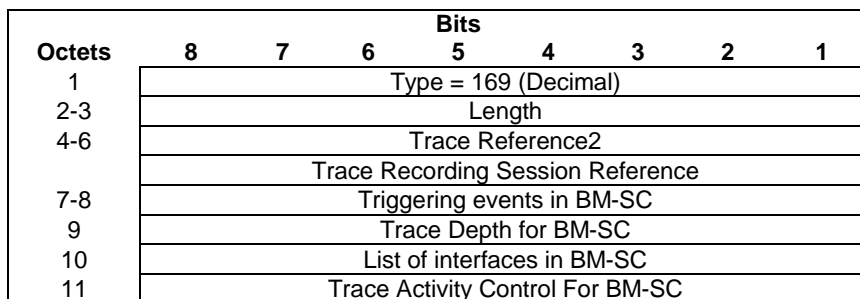 Bits
Octets 8 7 6 5 4 3 2 1
1 Type = 169 (Decimal)
2-3 Length
4-6 Trace Reference2
Trace Recording Session Reference
7-8 Triggering events in BM-SC
9 Trace Depth for BM-SC
10 List of interfaces in BM-SC
11 Trace Activity Control For BM-SC